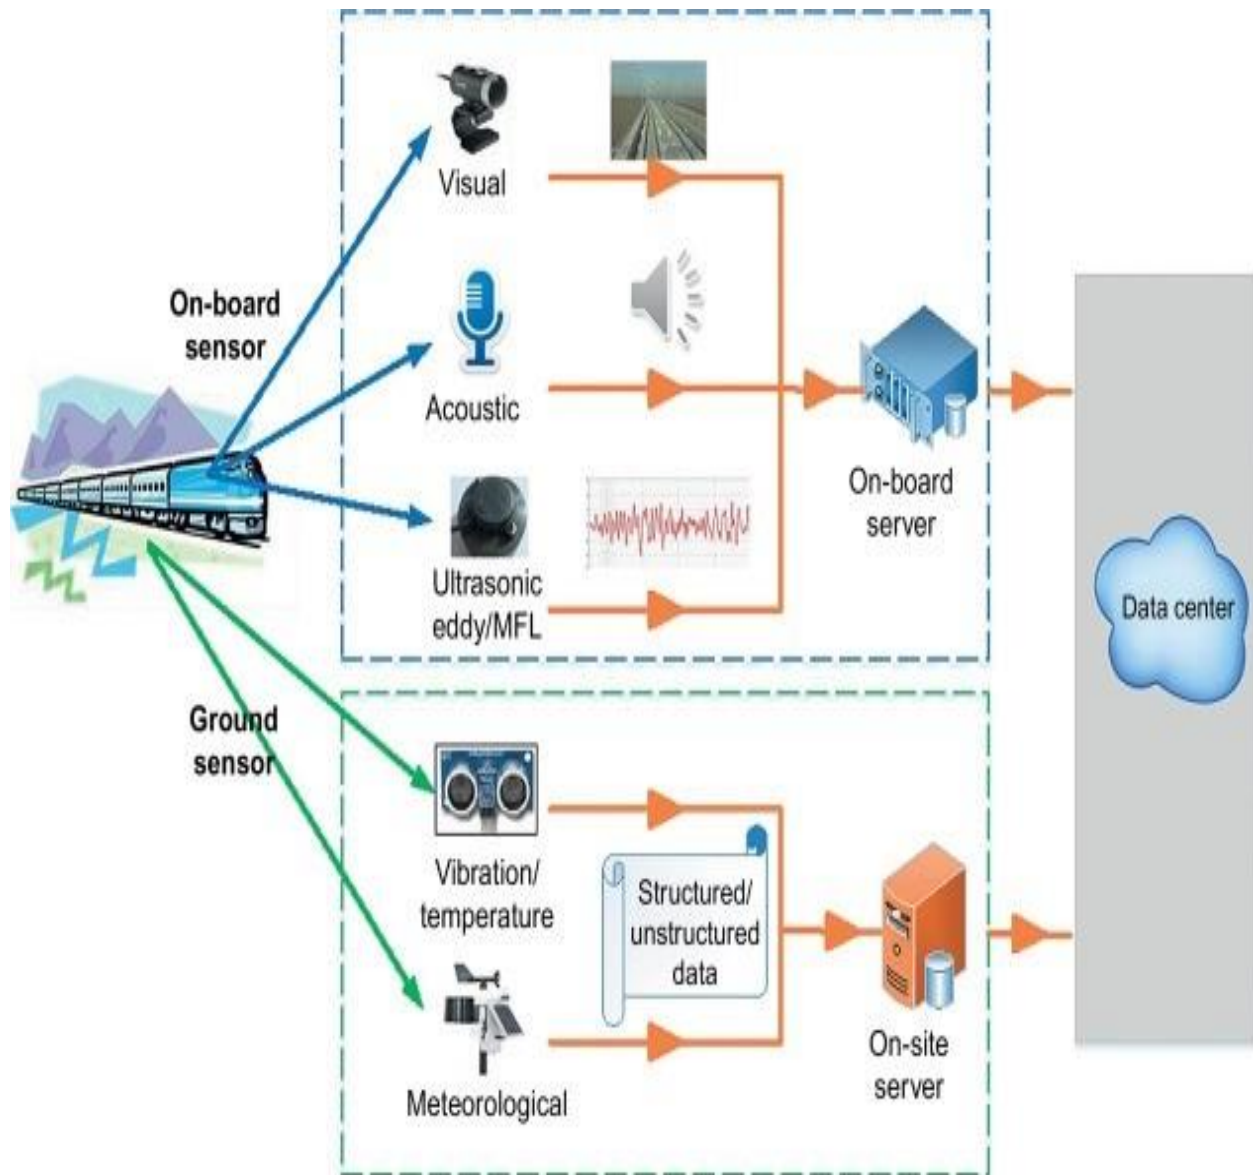 Visual
On-board
sensor
Acoustic
On-board
server
Ultrasonic
eddy/MFL
Data center
Ground
sensor
Vibration/
temperature
Structured/
unstructured
data
On-site
server
Meteorological